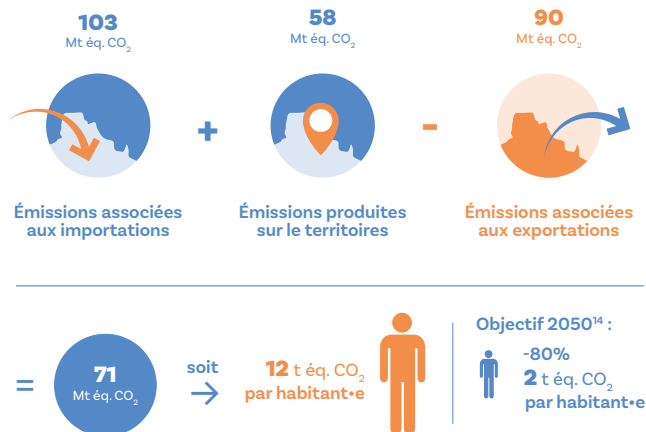 103
Mt éq. CO₂
58
Mt éq. CO₂
90
Mt éq. CO₂
+
-
Émissions associées
aux importations
Émissions produites
sur le territoires
Émissions associées
aux exportations
=
71
Mt éq. CO₂
soit
→
12 t éq. CO₂
par habitant•e
Objectif 2050¹⁴ :
-80%
2 t éq. CO₂
par habitant•e